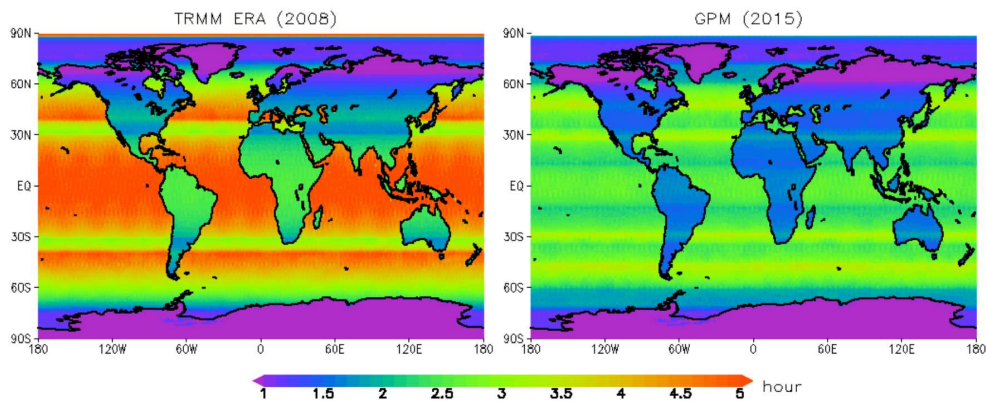 TRMM ERA (2008)
90N
60N
30N
EQ
30S
60S
90S
180 120W 60W 0 60E 120E 180
GPM (2015)
90N
60N
30N
EQ
30S
60S
90S
180 120W 60W 0 60E 120E 180
1 1.5 2 2.5 3 3.5 4 4.5 5 hour